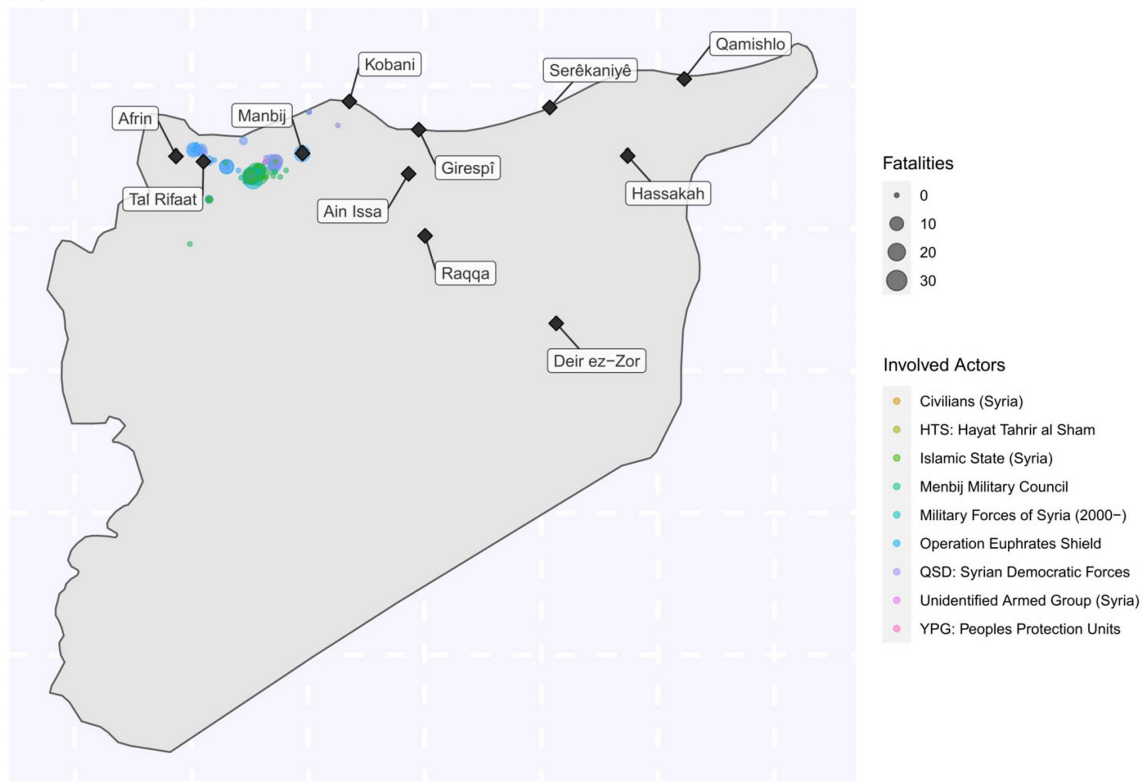 Qamishlo
Kobani
Serêkaniyê
Afrin
Manbij
Girespî
Tal Rifaat
Ain Issa
Hassakah
Raqqa
Deir ez−Zor
Fatalities
0
10
20
30
Involved Actors
Civilians (Syria)
HTS: Hayat Tahrir al Sham
Islamic State (Syria)
Menbij Military Council
Military Forces of Syria (2000−)
Operation Euphrates Shield
QSD: Syrian Democratic Forces
Unidentified Armed Group (Syria)
YPG: Peoples Protection Units